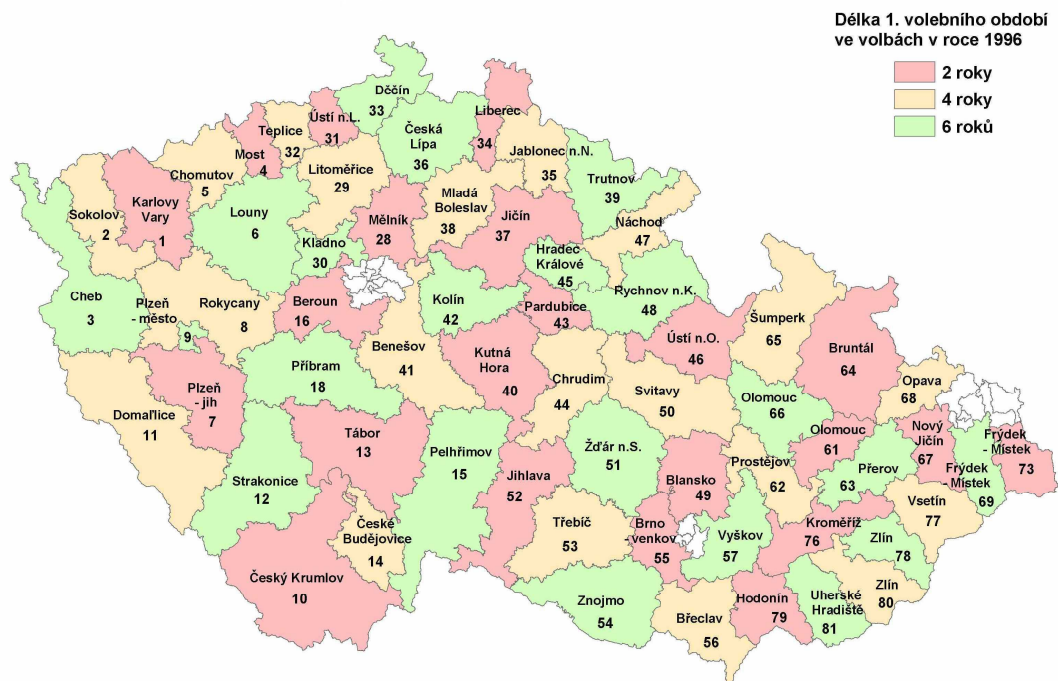 Délka 1. volebního období
ve volbách v roce 1996
2 roky
4 roky
6 roků
Děčín
33
Liberec
34
Ústí n.L.
31
Teplice
32
Česká
Lípa
36
Most
4
Jablonec n.N.
35
Chomutov
5
Litoměřice
29
Trutnov
39
Karlovy
Vary
1
Sokolov
2
Louny
6
Mladá
Boleslav
38
Jičín
37
Mělník
28
Náchod
47
Kladno
30
Hradec
Králové
45
Cheb
3
Plzeň
- město
9
Rokycany
8
Beroun
16
Kolín
42
Pardubice
43
Rychnov n.K.
48
Šumperk
65
Ústí n.O.
46
Bruntál
64
Benešov
41
Kutná
Hora
40
Příbram
18
Chrudim
44
Opava
68
Plzeň
- jih
7
Svitavy
50
Olomouc
66
Domažlice
11
Tábor
13
Pelhřimov
15
Žďár n.S.
51
Olomouc
61
Nový
Jičín
67
Frýdek
- Místek
73
Prostějov
62
Přerov
63
Frýdek
- Místek
69
Strakonice
12
Jihlava
52
Blansko
49
Vsetín
77
České
Budějovice
14
Třebíč
53
Brno
- venkov
55
Vyškov
57
Kroměříž
76
Zlín
78
Český Krumlov
10
Znojmo
54
Hodonín
79
Uherské
Hradiště
81
Zlín
80
Břeclav
56